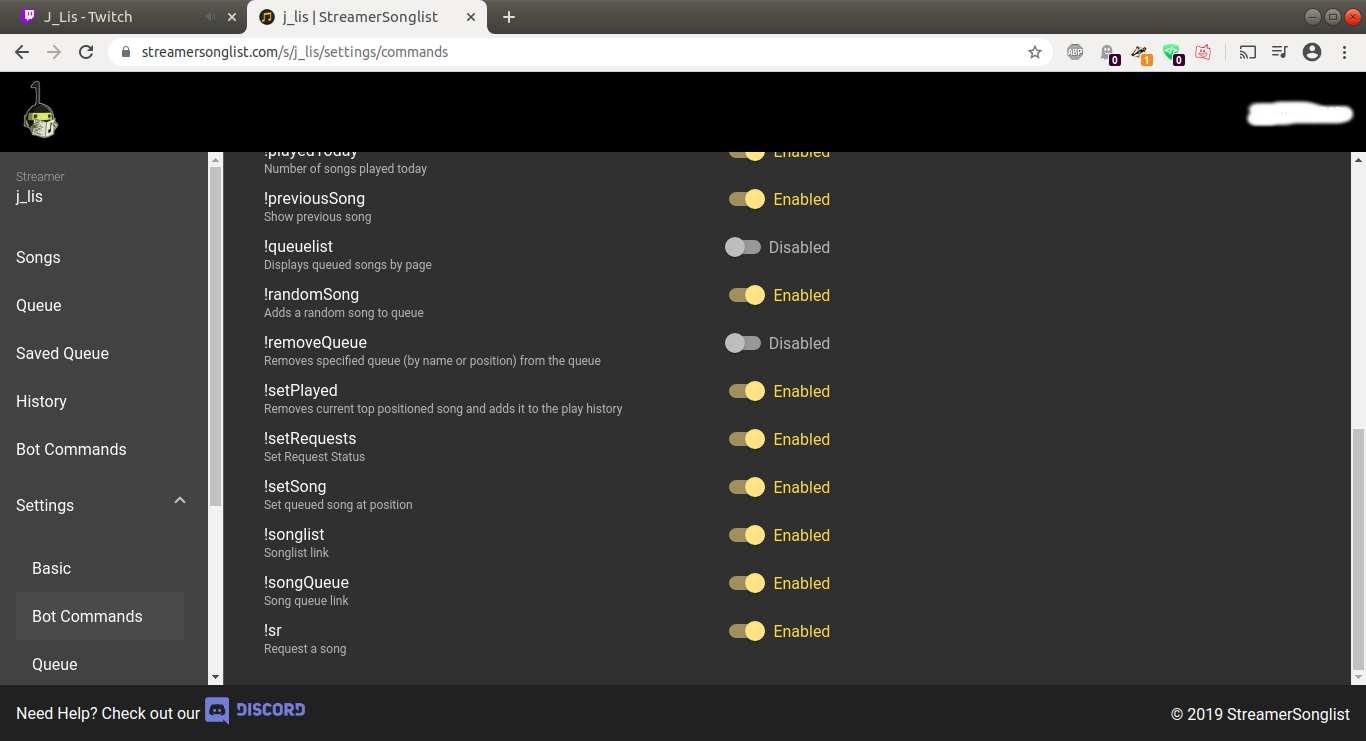 J_Lis - Twitch
j_lis | StreamerSonglist
streamersonglist.com/s/j_lis/settings/commands
ABP
0
1
0
Streamer
j_lis
Songs
Queue
Saved Queue
History
Bot Commands
Settings
Basic
Bot Commands
Queue
!playedToday Enabled
Number of songs played today
!previousSong Enabled
Show previous song
!queuelist Disabled
Displays queued songs by page
!randomSong Enabled
Adds a random song to queue
!removeQueue Disabled
Removes specified queue (by name or position) from the queue
!setPlayed Enabled
Removes current top positioned song and adds it to the play history
!setRequests Enabled
Set Request Status
!setSong Enabled
Set queued song at position
!songlist Enabled
Songlist link
!songQueue Enabled
Song queue link
!sr Enabled
Request a song
Need Help? Check out our DISCORD
© 2019 StreamerSonglist